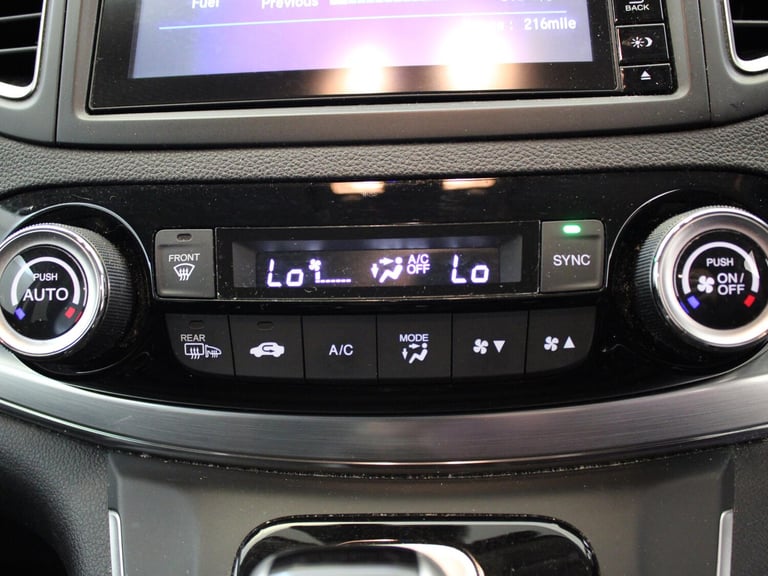 Fuel Previous
: 216mile
BACK
PUSH
AUTO
FRONT
Lo
A/C
OFF
Lo
SYNC
PUSH
ON/
OFF
REAR
A/C
MODE